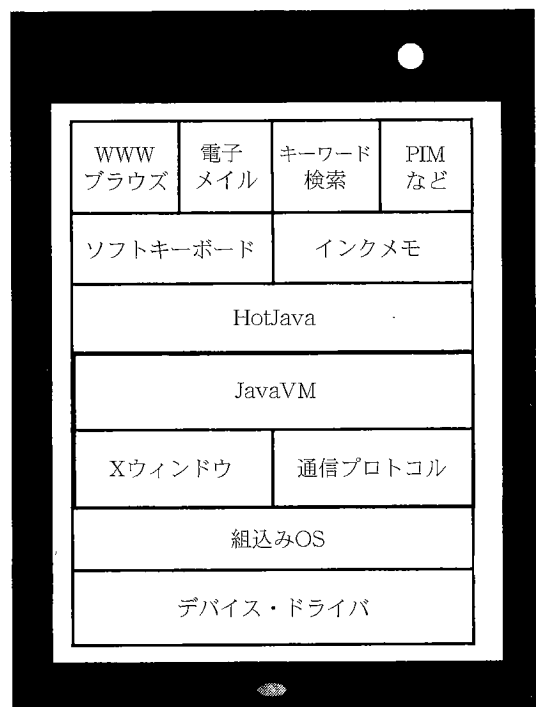 WWW
ブラウズ
電子
メイル
キーワード
検索
PIM
など
ソフトキーボード
インクメモ
HotJava
JavaVM
Xウィンドウ
通信プロトコル
組込みOS
デバイス・ドライバ